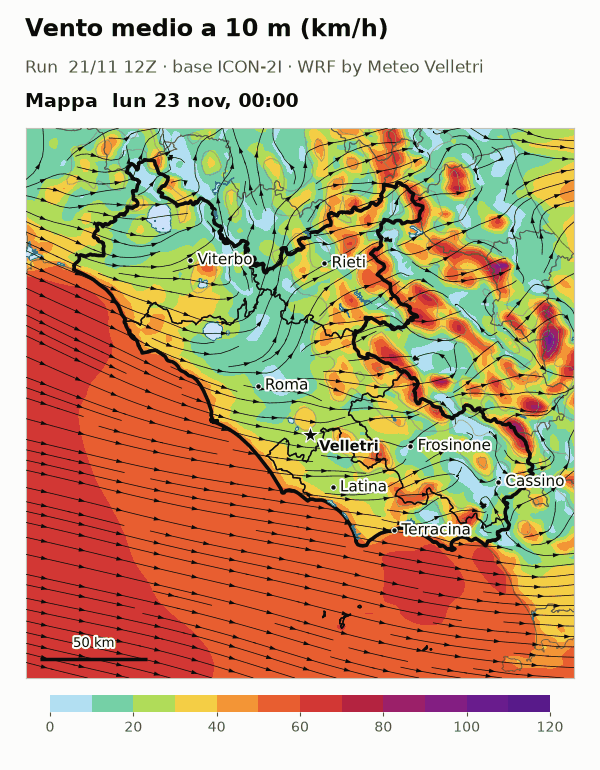 Vento medio a 10 m (km/h)
Run 21/11 12Z · base ICON-2I · WRF by Meteo Velletri
Mappa lun 23 nov, 00:00
Viterbo
Rieti
Roma
Velletri
Frosinone
Latina
Cassino
Terracina
50 km
0 20 40 60 80 100 120